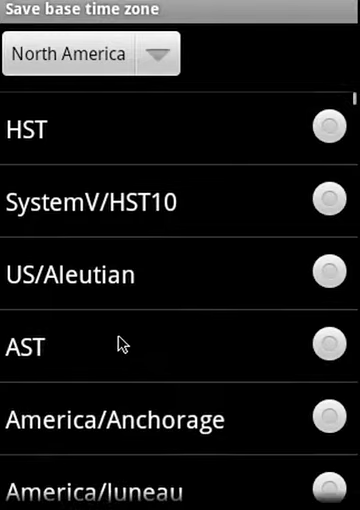 Save base time zone
North America
HST
SystemV/HST10
US/Aleutian
AST
America/Anchorage
America/Juneau